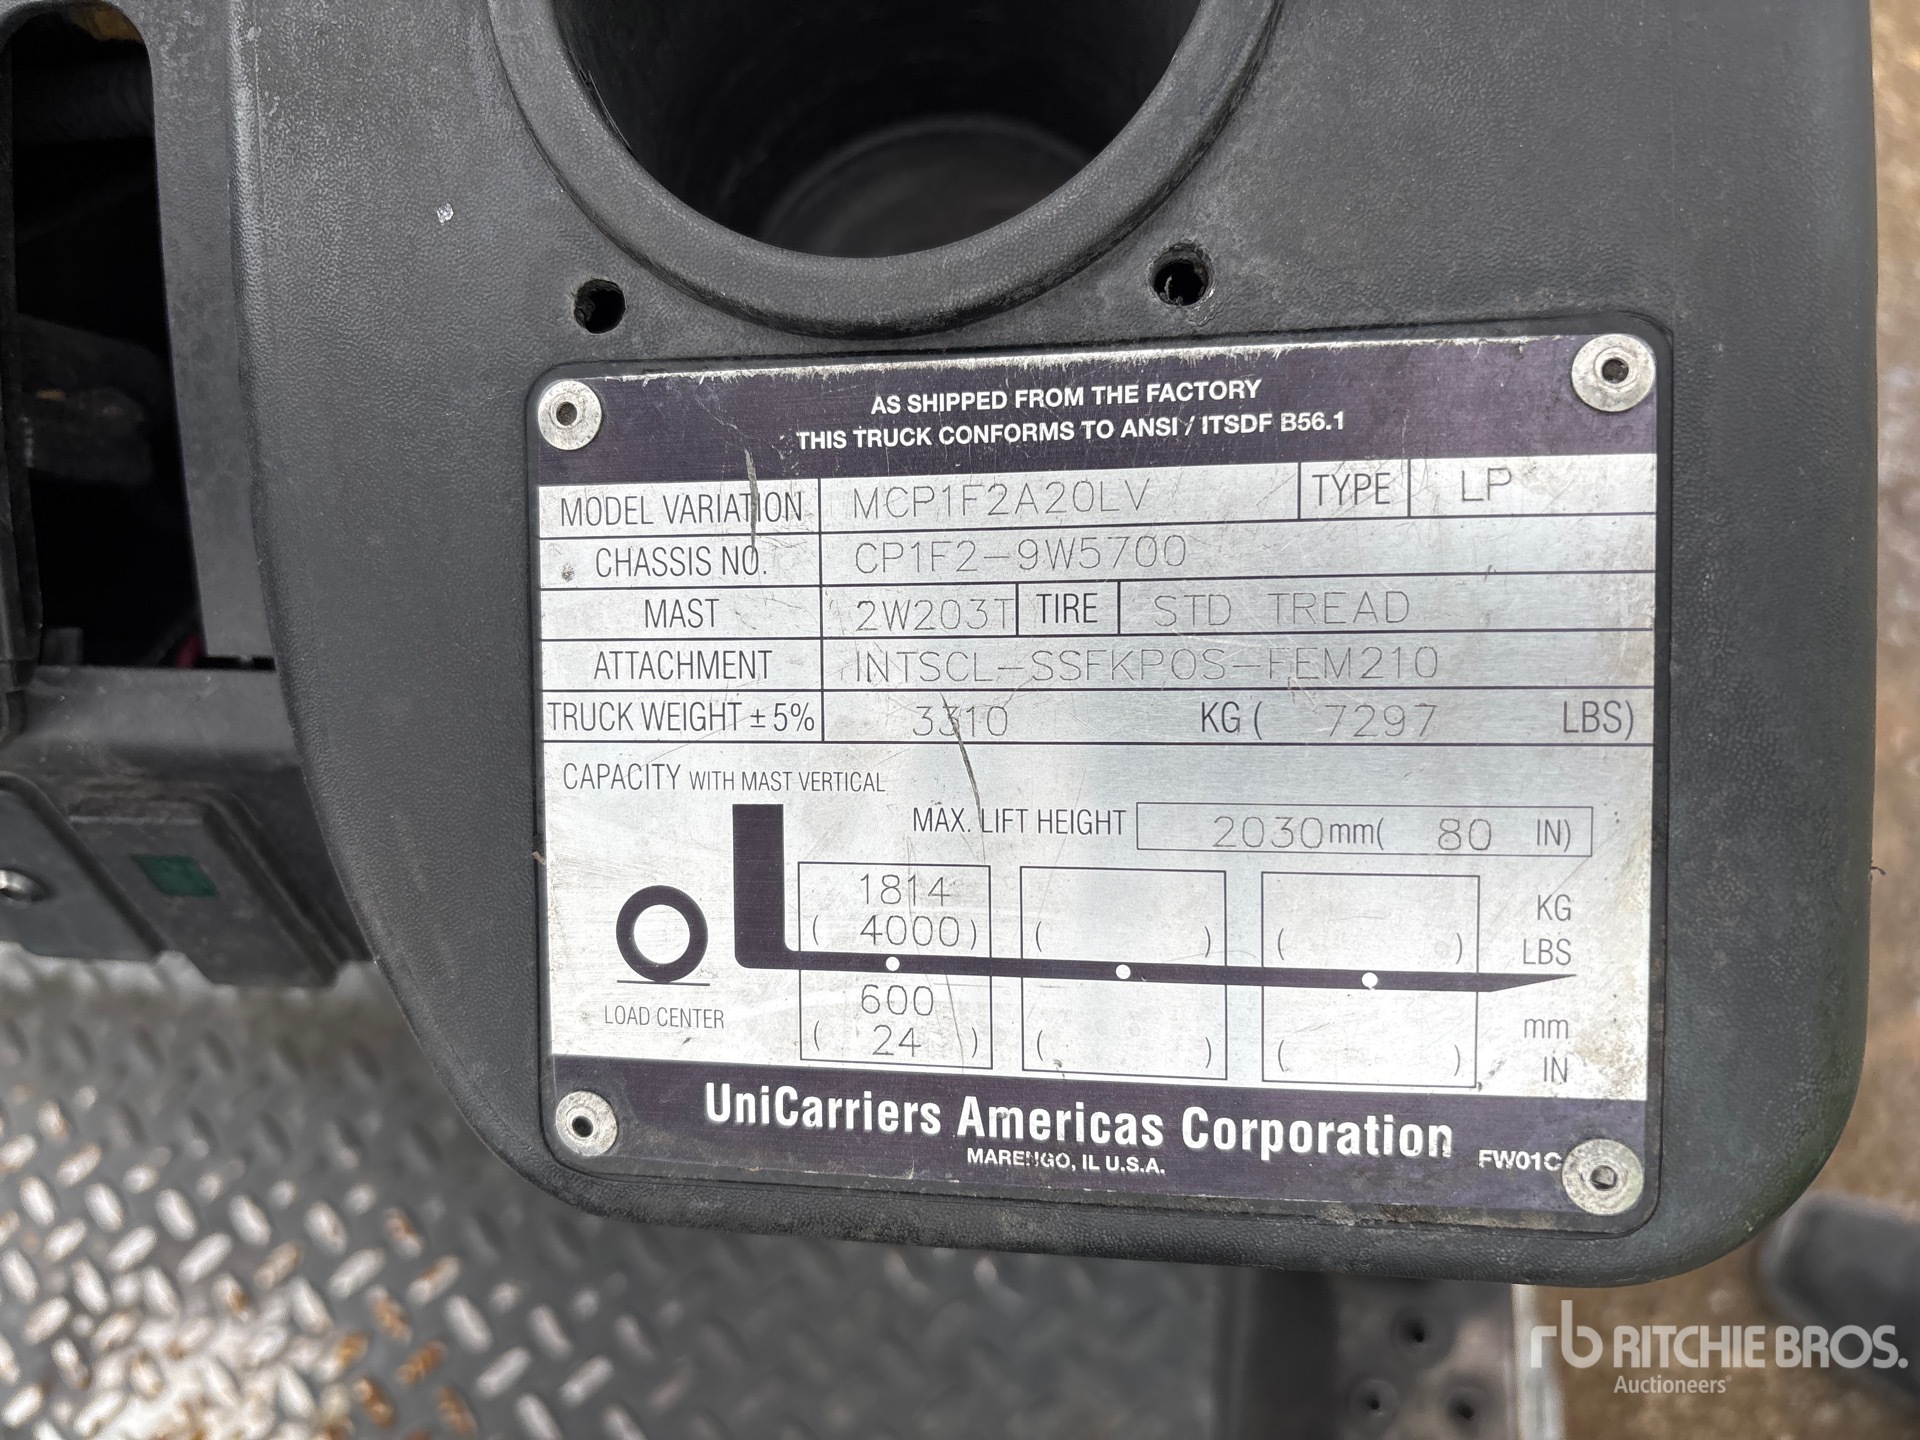 AS SHIPPED FROM THE FACTORY
THIS TRUCK CONFORMS TO ANSI / ITSDF B56.1
MODEL VARIATION MCP1F2A20LV TYPE LP
CHASSIS NO. CP1F2-9W5700
MAST 2W203T TIRE STD TREAD
ATTACHMENT INTSCL-SSFKPOS-FEM210
TRUCK WEIGHT ± 5% 3310 KG ( 7297 LBS)
CAPACITY WITH MAST VERTICAL
MAX. LIFT HEIGHT 2030mm( 80 IN)
1814 KG
( 4000) ( ) ( ) LBS
LOAD CENTER 600 mm
( 24 ) ( ) ( ) IN
UniCarriers Americas Corporation
MARENGO, IL U.S.A. FW01C
rb RITCHIE BROS.
Auctioneers